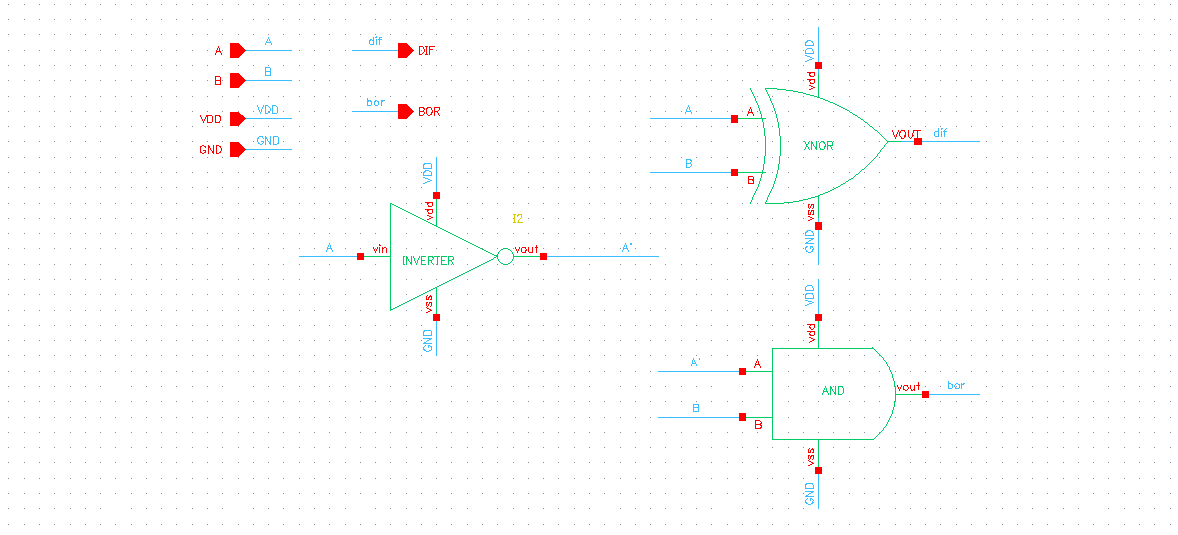 A A
B B
VDD VDD
GND GND
dif DIF
bor BOR
VDD
vdd
I2
A vin INVERTER vout A'
vss
GND
VDD
vdd
A A
XNOR VOUT dif
B B
vss
GND
VDD
vdd
A' A
AND vout bor
B B
vss
GND